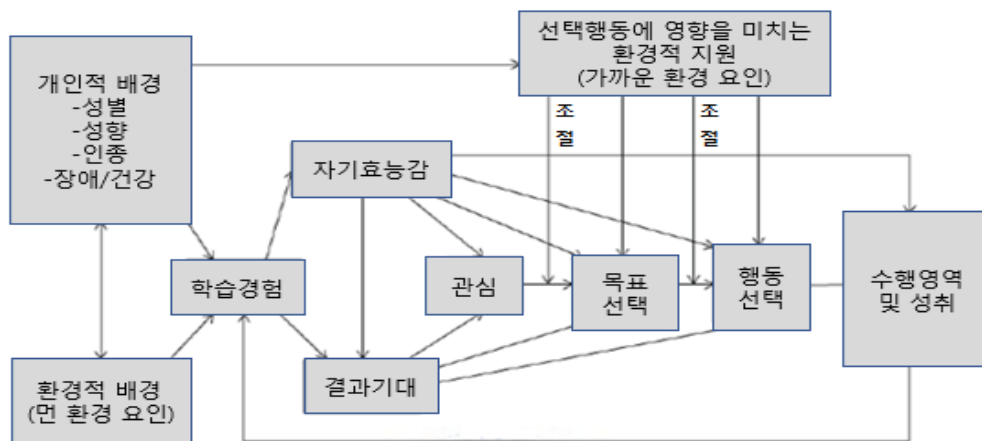 선택행동에 영향을 미치는
환경적 지원
(가까운 환경 요인)
개인적 배경
-성별
-성향
-인종
-장애/건강
조
절
조
절
자기효능감
학습경험
관심
목표
선택
행동
선택
수행영역
및 성취
환경적 배경
(먼 환경 요인)
결과기대